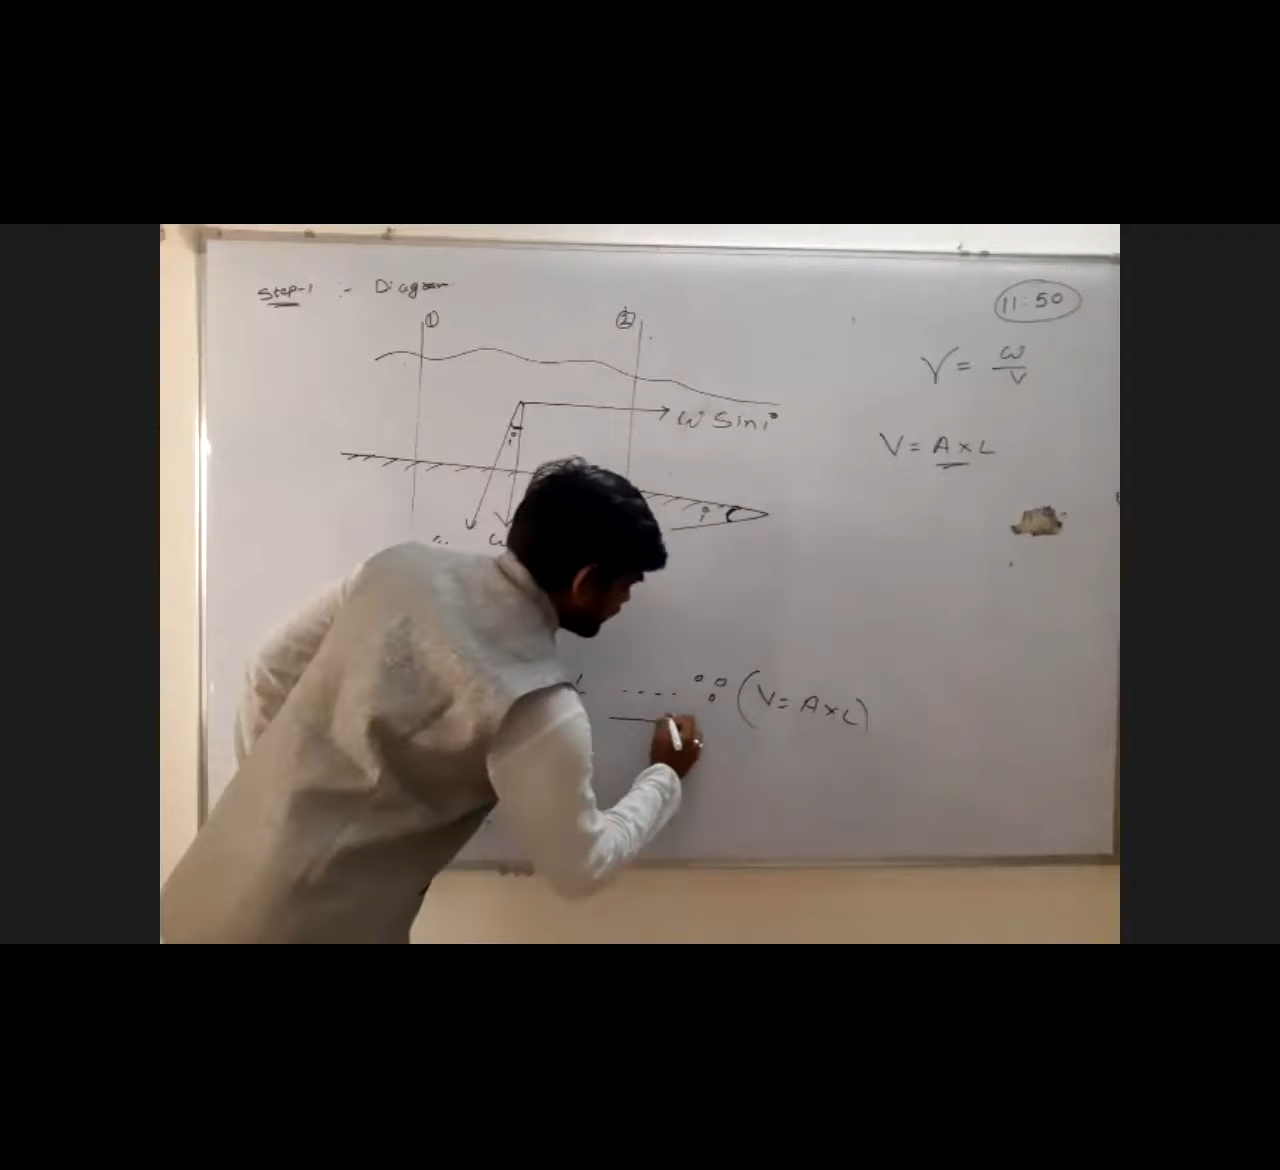 Step-1 :- Diagram
11:50
① ②
γ = ω/V
ω Sin i
V = A × L
i
i
ω
∴ (V = A × L)